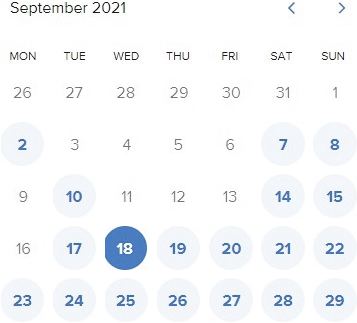 September 2021
MON TUE WED THU FRI SAT SUN
26 27 28 29 30 31 1
2 3 4 5 6 7 8
9 10 11 12 13 14 15
16 17 18 19 20 21 22
23 24 25 26 27 28 29